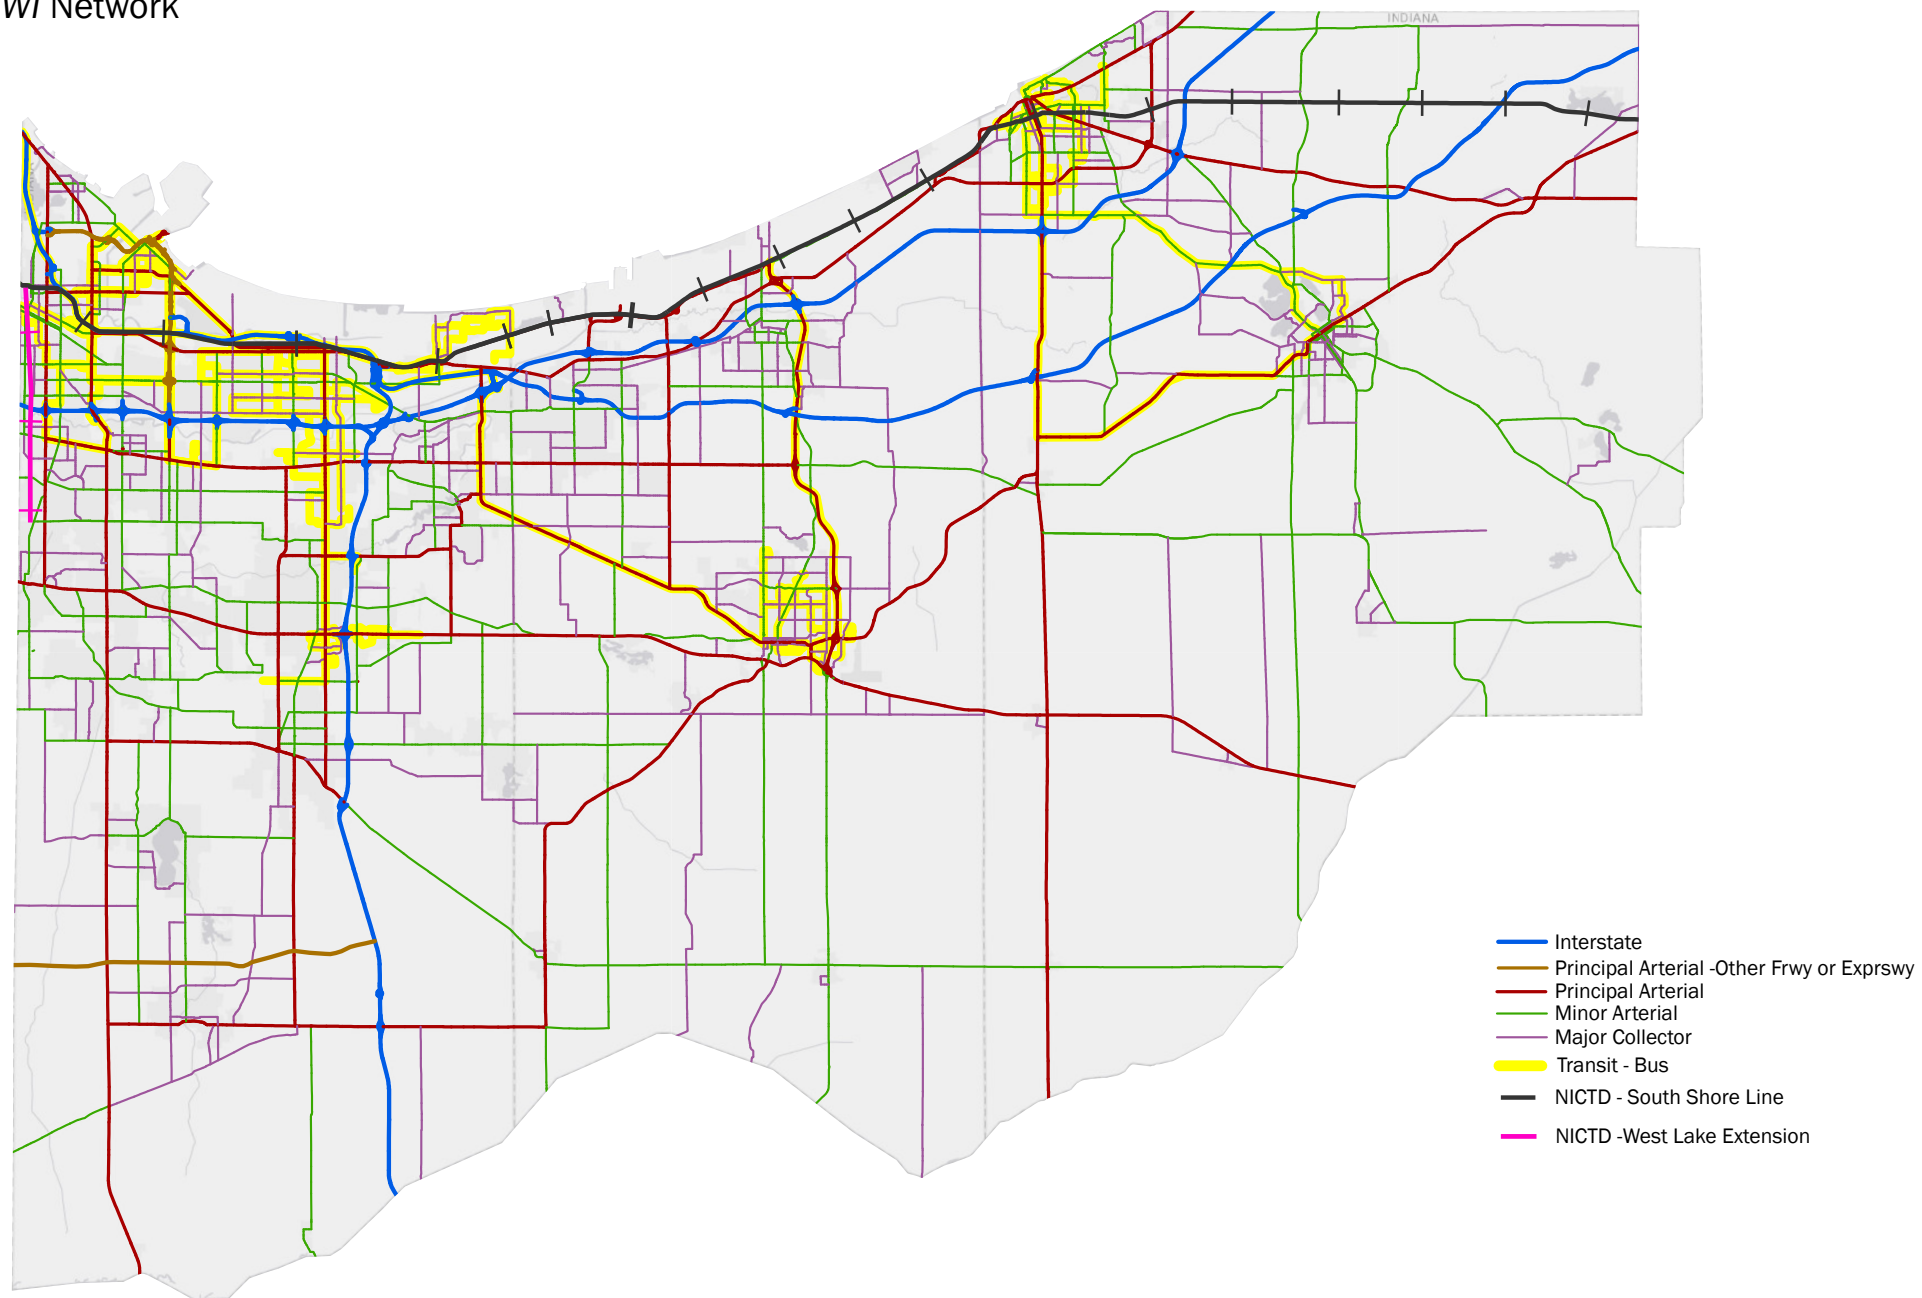 WI Network
INDIANA
Interstate
Principal Arterial -Other Frwy or Exprswy
Principal Arterial
Minor Arterial
Major Collector
Transit - Bus
NICTD - South Shore Line
NICTD -West Lake Extension